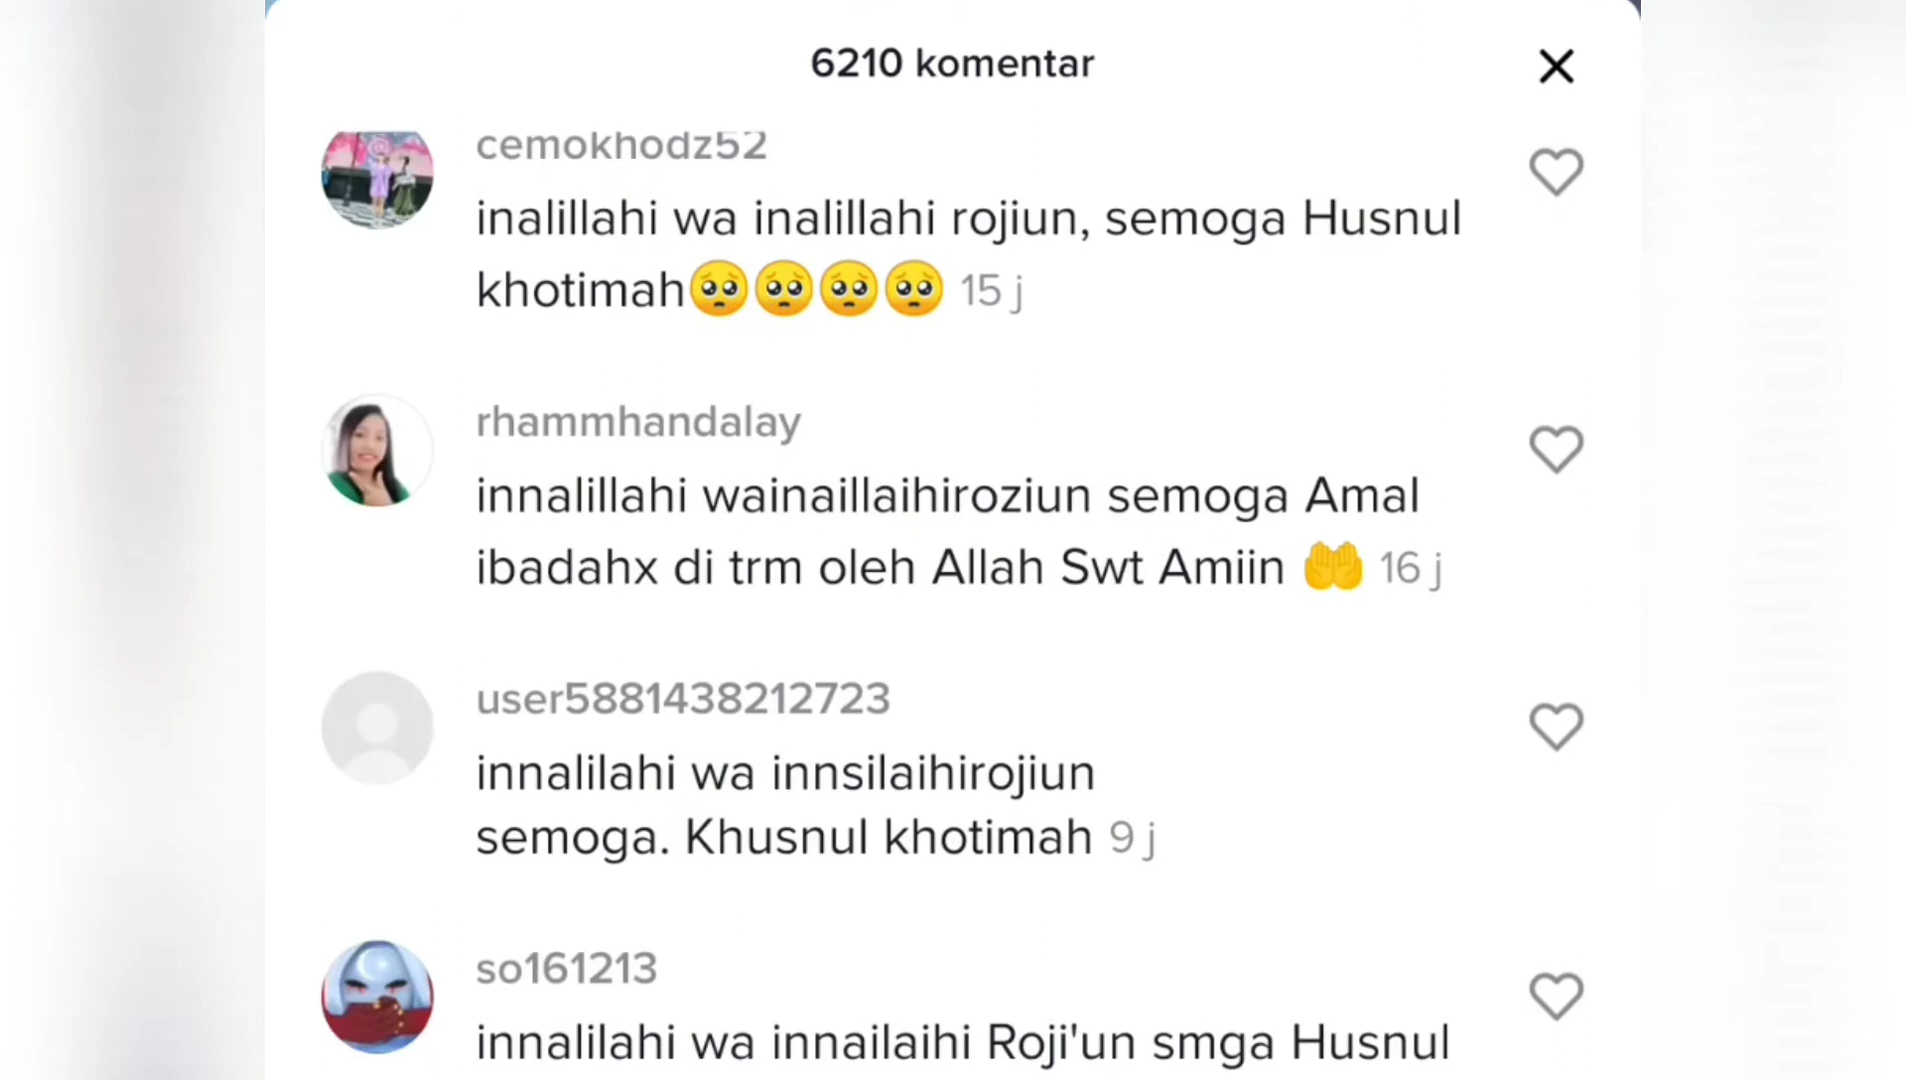 6210 komentar
cemokhodz52
inalillahi wa inalillahi rojiun, semoga Husnul
khotimah🥺🥺🥺🥺 15 j
rhammhandalay
innalillahi wainaillaihiroziun semoga Amal
ibadahx di trm oleh Allah Swt Amiin 🤲 16 j
user5881438212723
innalilahi wa innsilaihirojiun
semoga. Khusnul khotimah 9 j
so161213
innalilahi wa innailaihi Roji'un smga Husnul